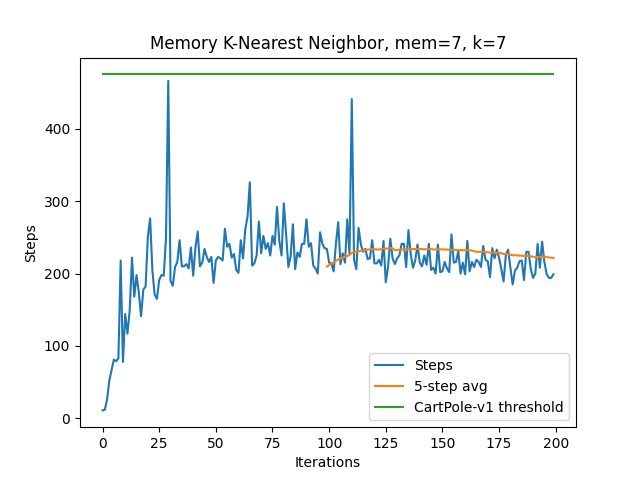 Memory K-Nearest Neighbor, mem=7, k=7
Steps
400
300
200
100
0
0 25 50 75 100 125 150 175 200
Iterations
Steps
5-step avg
CartPole-v1 threshold